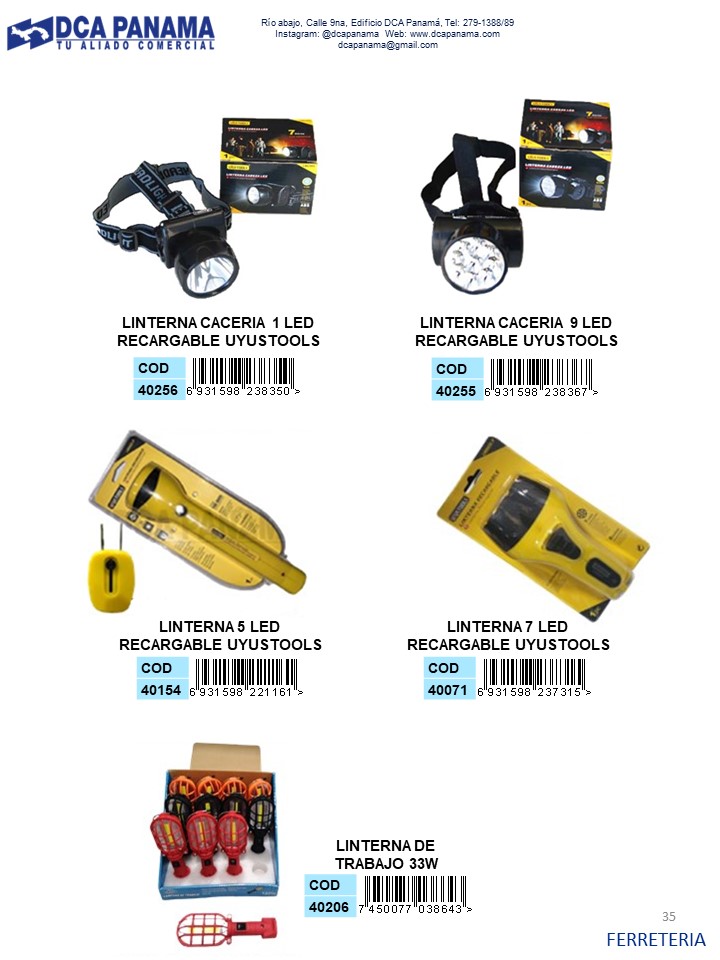 DCA PANAMA
TU ALIADO COMERCIAL
Río abajo, Calle 9na, Edificio DCA Panamá, Tel: 279-1388/89
Instagram: @dcapanama Web: www.dcapanama.com
dcapanama@gmail.com
LINTERNA CACERIA 1 LED
RECARGABLE UYUSTOOLS
COD
40256
6 931598 238350 >
LINTERNA CACERIA 9 LED
RECARGABLE UYUSTOOLS
COD
40255
6 931598 238367 >
LINTERNA 5 LED
RECARGABLE UYUSTOOLS
COD
40154
6 931598 221161 >
LINTERNA 7 LED
RECARGABLE UYUSTOOLS
COD
40071
6 931598 237315 >
LINTERNA DE
TRABAJO 33W
COD
40206
7 450077 038643 >
35
FERRETERIA